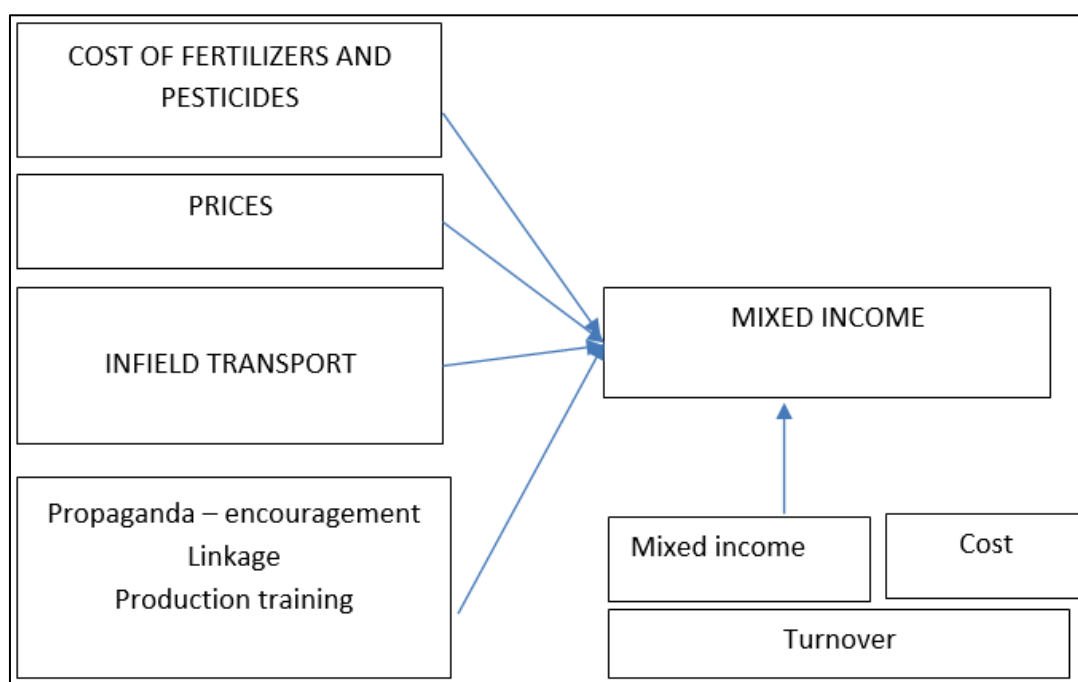 COST OF FERTILIZERS AND
PESTICIDES
PRICES
INFIELD TRANSPORT
Propaganda – encouragement
Linkage
Production training
MIXED INCOME
Mixed income
Cost
Turnover